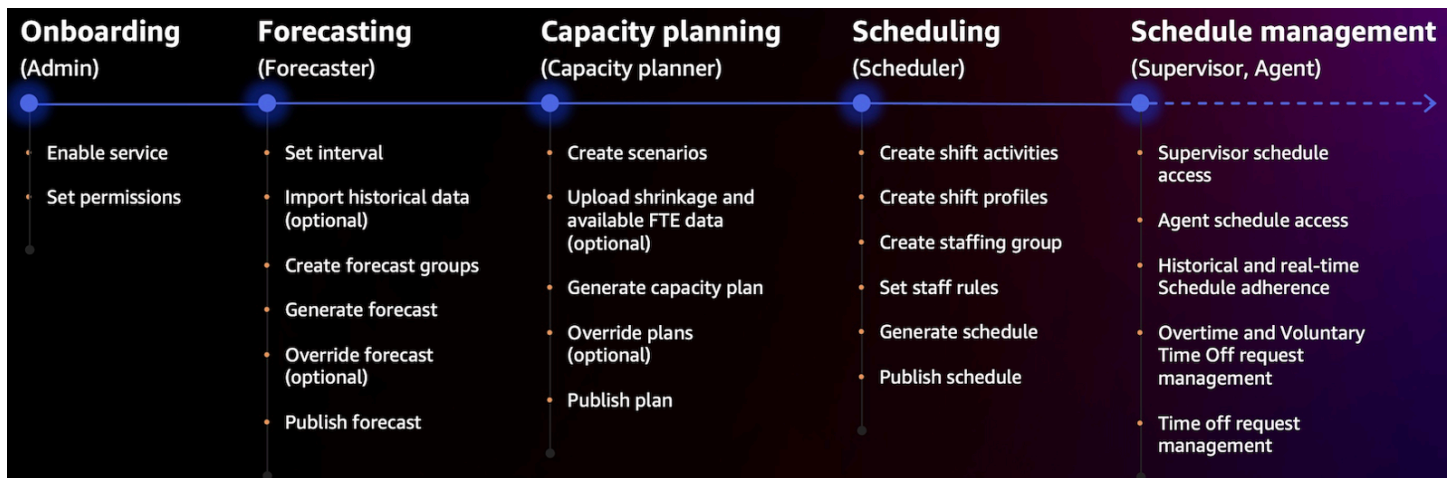 Onboarding
(Admin)
Enable service
Set permissions
Forecasting
(Forecaster)
Set interval
Import historical data
(optional)
Create forecast groups
Generate forecast
Override forecast
(optional)
Publish forecast
Capacity planning
(Capacity planner)
Create scenarios
Upload shrinkage and
available FTE data
(optional)
Generate capacity plan
Override plans
(optional)
Publish plan
Scheduling
(Scheduler)
Create shift activities
Create shift profiles
Create staffing group
Set staff rules
Generate schedule
Publish schedule
Schedule management
(Supervisor, Agent)
Supervisor schedule
access
Agent schedule access
Historical and real-time
Schedule adherence
Overtime and Voluntary
Time Off request
management
Time off request
management